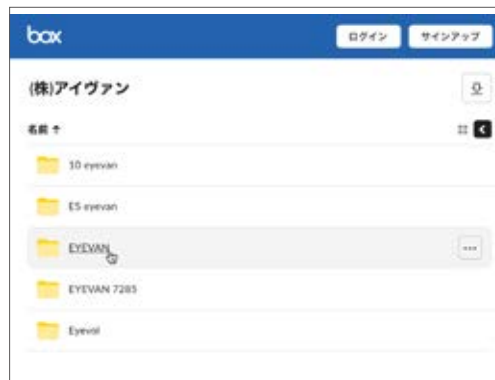 box
ログイン サインアップ
(株)アイヴァン
名前 ↑
10 eyevan
E5 eyevan
EYEVAN
EYEVAN 7285
Eyevol